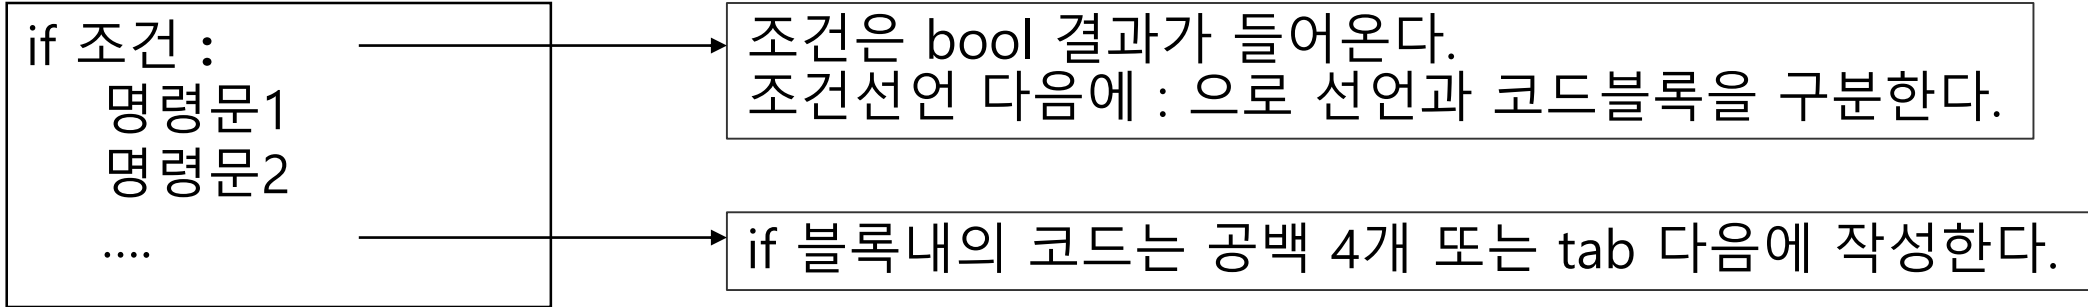 if 조건 :
명령문1
명령문2
....
조건은 bool 결과가 들어온다.
조건선언 다음에 : 으로 선언과 코드블록을 구분한다.
if 블록내의 코드는 공백 4개 또는 tab 다음에 작성한다.